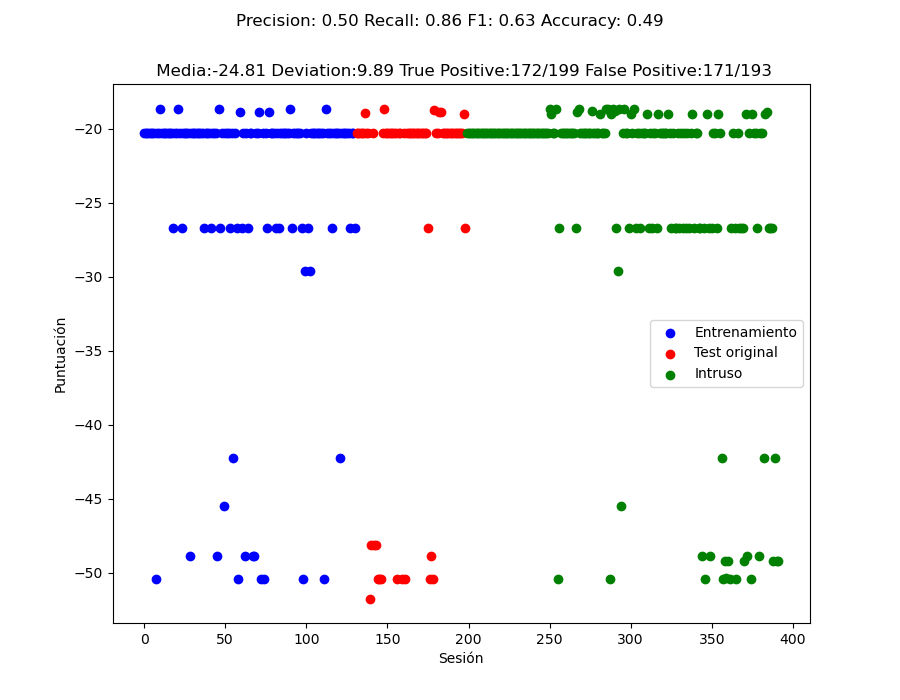 Precision: 0.50 Recall: 0.86 F1: 0.63 Accuracy: 0.49
Media:-24.81 Deviation:9.89 True Positive:172/199 False Positive:171/193
Puntuación
−20
−25
−30
−35
−40
−45
−50
Entrenamiento
Test original
Intruso
0 50 100 150 200 250 300 350 400
Sesión